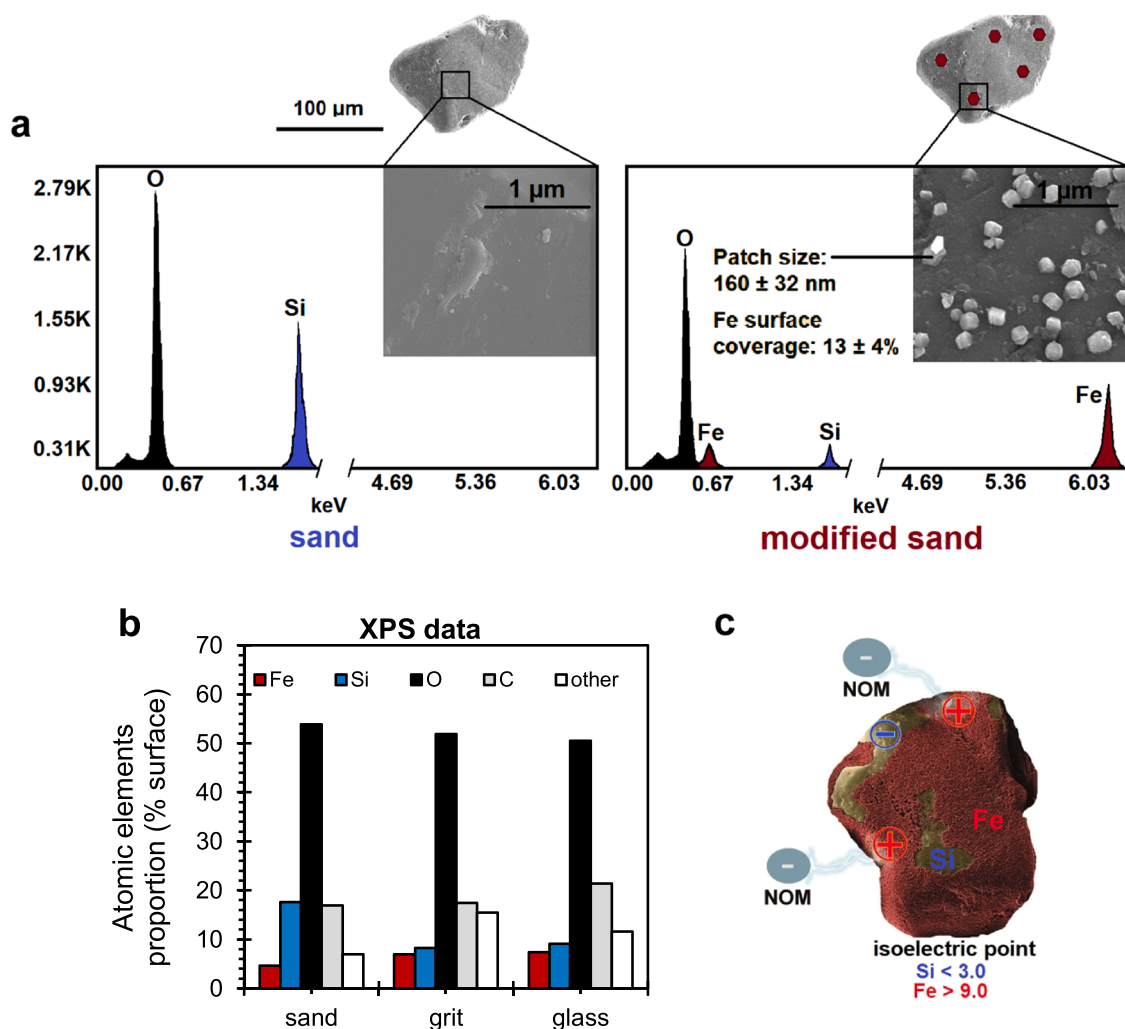 a
100 µm
O
Si
1 µm
2.79K
2.17K
1.55K
0.93K
0.31K
0.00 0.67 1.34 4.69 5.36 6.03
keV
sand
O
Fe
Si
Fe
Patch size:
160 ± 32 nm
Fe surface
coverage: 13 ± 4%
1 µm
0.00 0.67 1.34 4.69 5.36 6.03
keV
modified sand
b
XPS data
Fe Si O C other
Atomic elements
proportion (% surface)
70
60
50
40
30
20
10
0
sand grit glass
c
-
NOM
+
−
Fe
Si
+
-
NOM
isoelectric point
Si < 3.0
Fe > 9.0